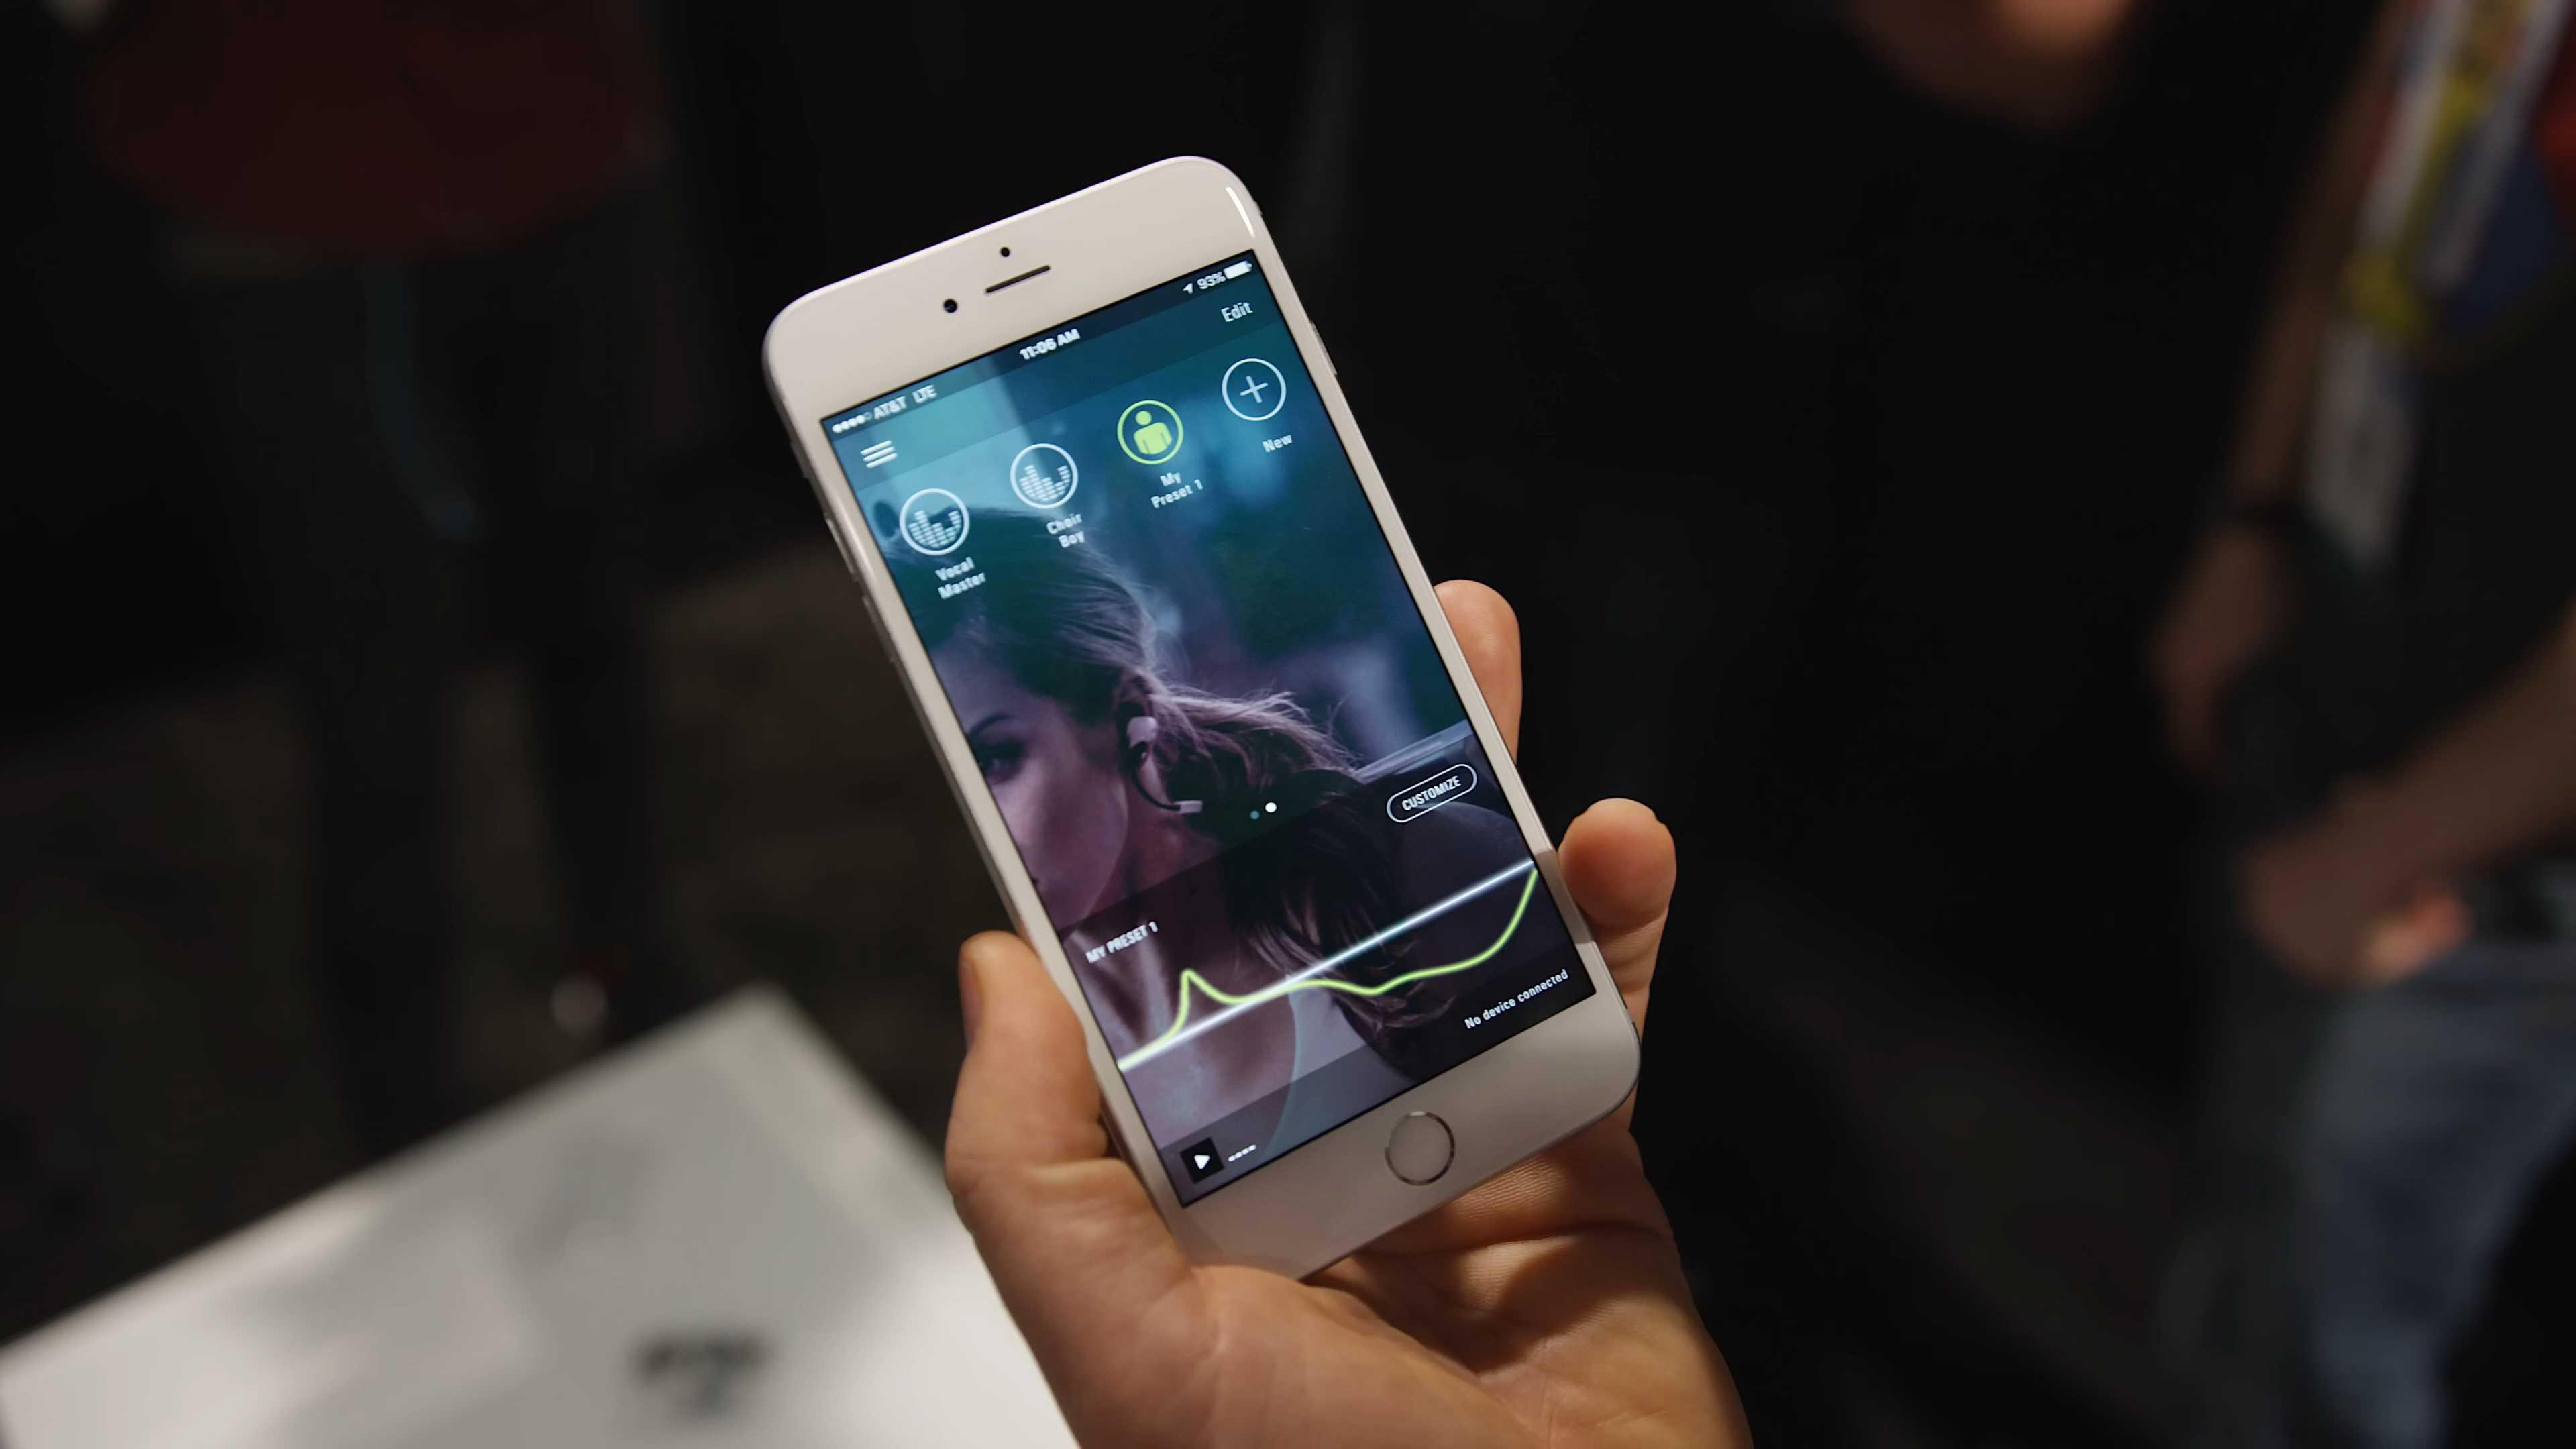 AT&T LTE
11:06 AM
93%
Edit
Vocal
Master
Choir
Boy
My
Preset 1
New
CUSTOMIZE
MY PRESET 1
No device connected